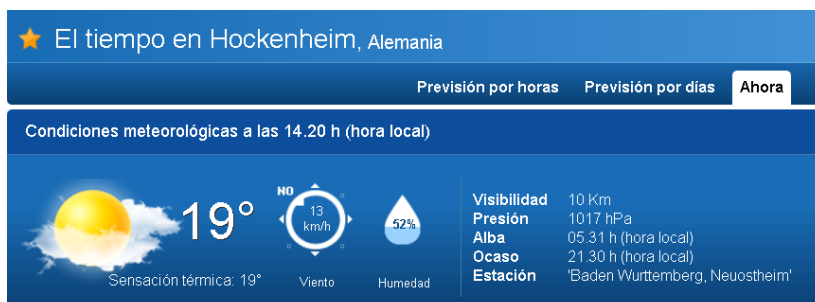 El tiempo en Hockenheim, Alemania
Previsión por horas Previsión por días Ahora
Condiciones meteorológicas a las 14.20 h (hora local)
19°
Sensación térmica: 19°
NO
13
km/h
Viento
52%
Humedad
Visibilidad 10 Km
Presión 1017 hPa
Alba 05.31 h (hora local)
Ocaso 21.30 h (hora local)
Estación 'Baden Wurttemberg, Neuostheim'